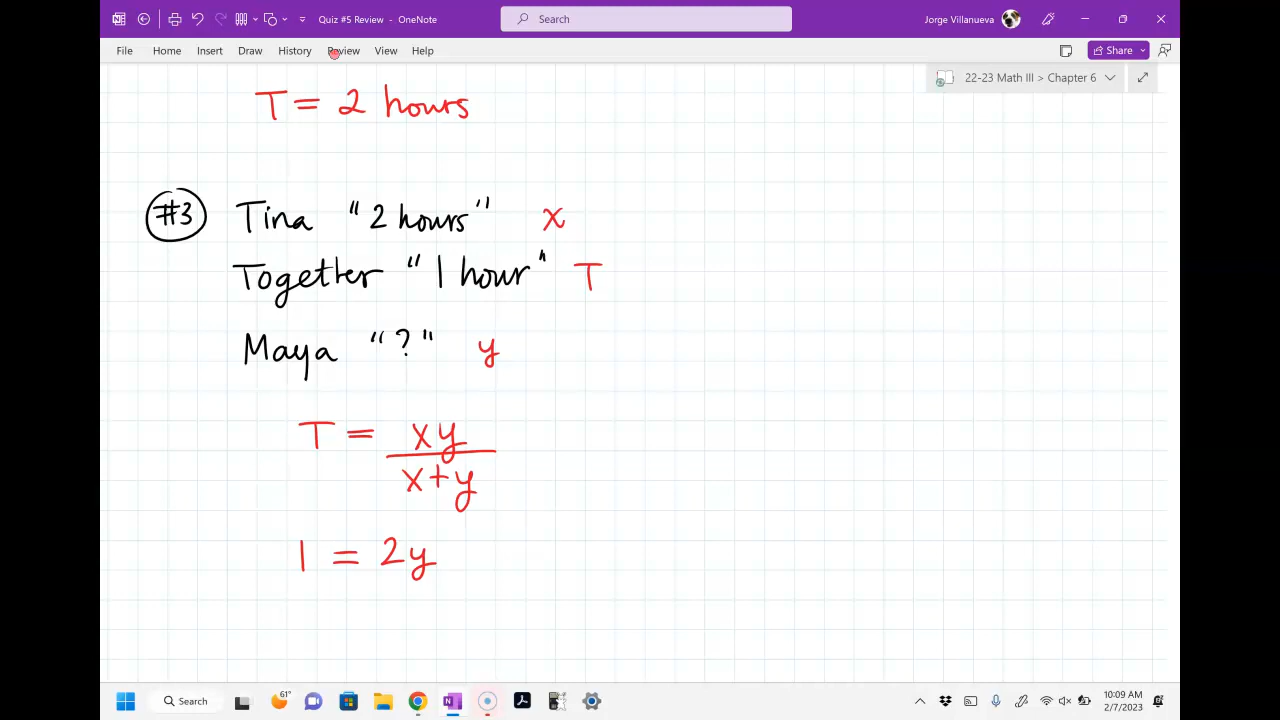 Quiz #5 Review - OneNote
Search
Jorge Villanueva
File Home Insert Draw History Review View Help
Share
22-23 Math III > Chapter 6
T = 2 hours
#3 Tina "2 hours" x
Together "1 hour" T
Maya "?" y
T = xy
x+y
1 = 2y
61°
Search
10:09 AM
2/7/2023